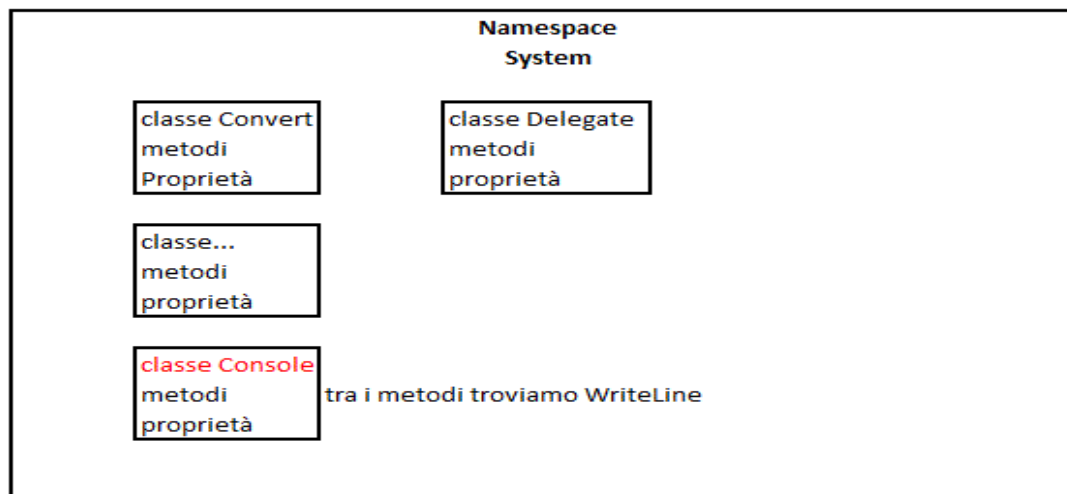 Namespace
System
classe Convert
metodi
Proprietà
classe Delegate
metodi
proprietà
classe...
metodi
proprietà
classe Console
metodi tra i metodi troviamo WriteLine
proprietà